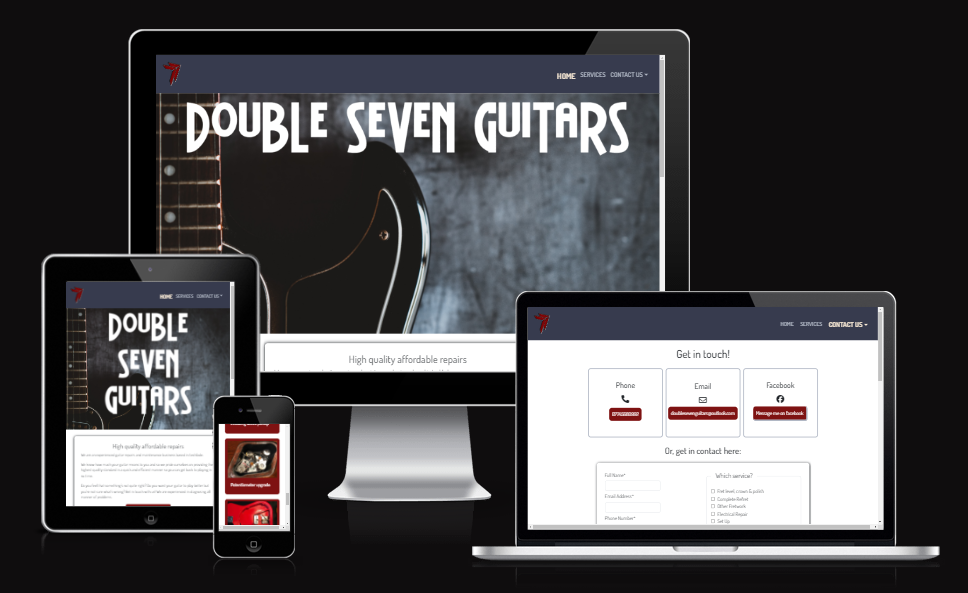 HOME SERVICES CONTACT US
DOUBLE SEVEN GUITARS
High quality affordable repairs
HOME SERVICES CONTACT US
DOUBLE
SEVEN
GUITARS
High quality affordable repairs
Potentiometer upgrade
HOME SERVICES CONTACT US
Get in touch!
Phone
Email
doublesevenguitars@outlook.com
Facebook
Message me on Facebook
Or, get in contact here:
Full Name*
Email Address*
Phone Number*
Which service?
Fret level, crown & polish
Complete Refret
Other Fretwork
Electrical Repair
Set Up